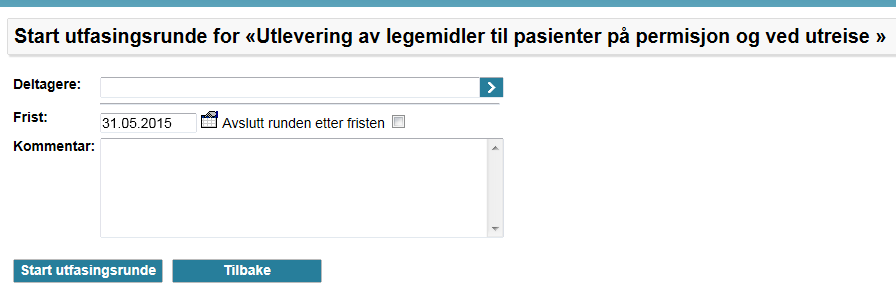 Start utfasingsrunde for «Utlevering av legemidler til pasienter på permisjon og ved utreise »
Deltagere:
Frist: 31.05.2015 Avslutt runden etter fristen
Kommentar:
Start utfasingsrunde Tilbake